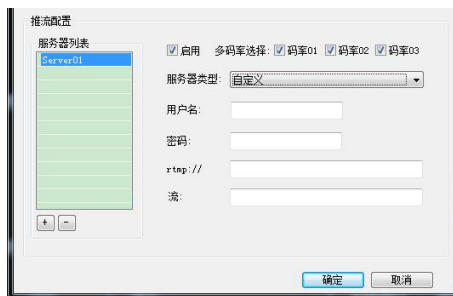 推流配置
服务器列表
Server01
启用 多码率选择: 码率01 码率02 码率03
服务器类型: 自定义
用户名:
密码:
rtmp://
流:
+ -
确定 取消